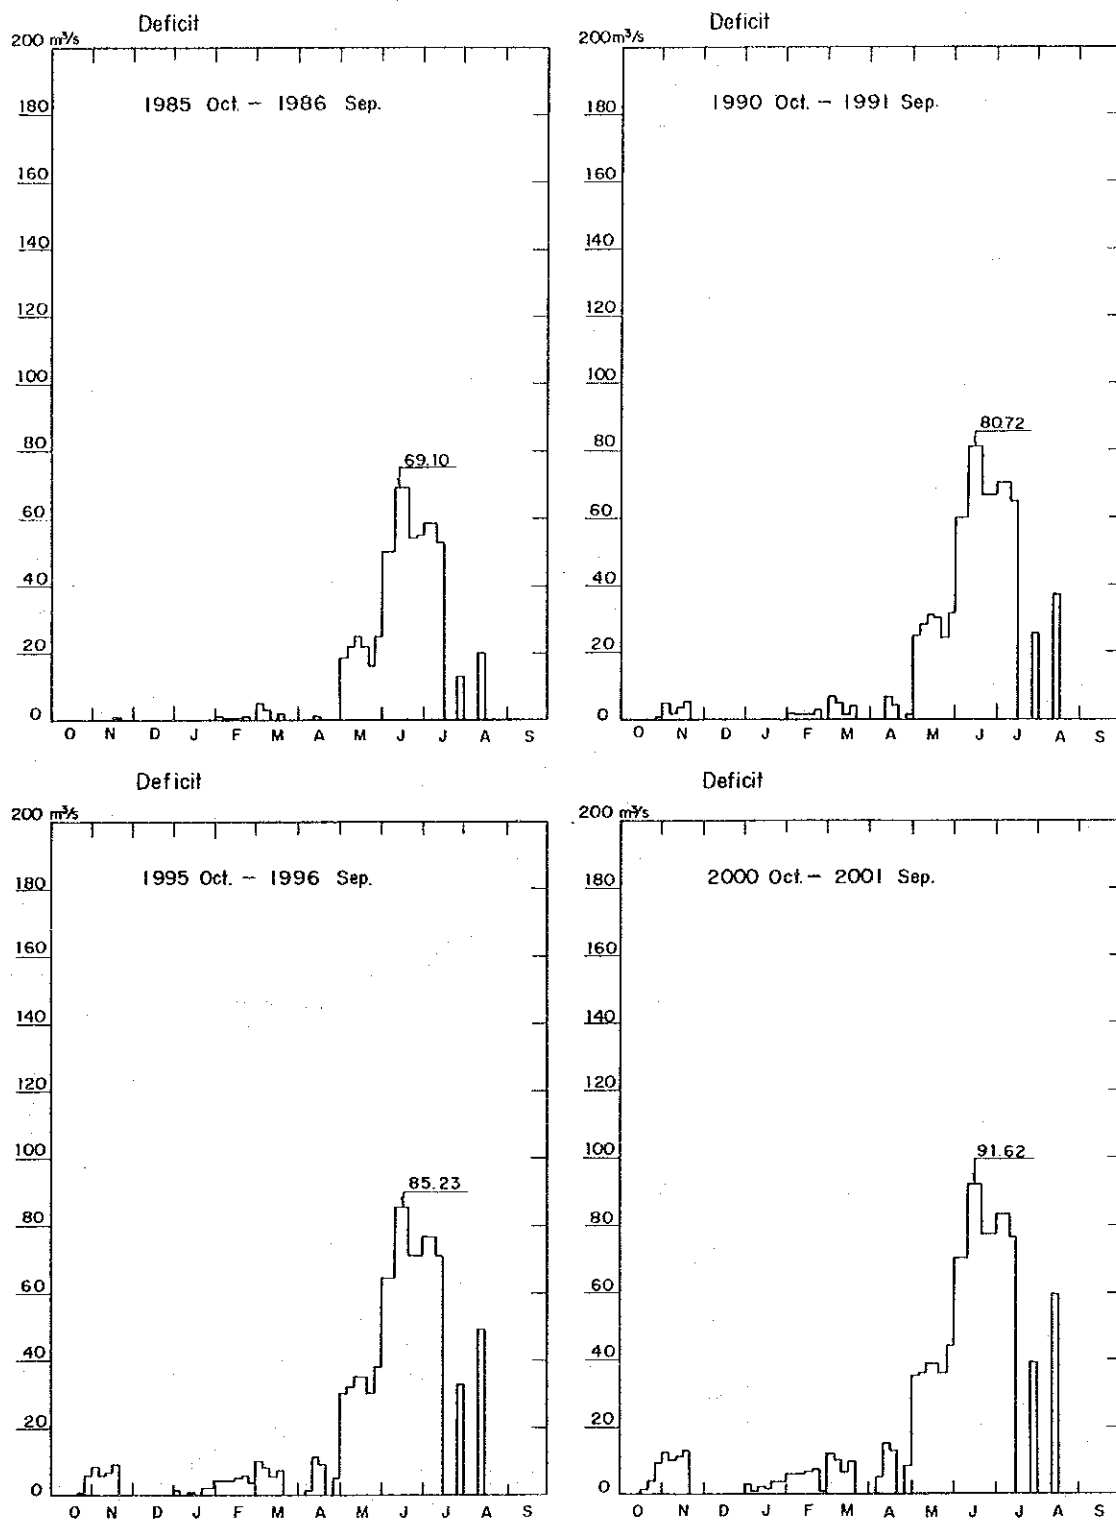 Deficit
200 m³/s
1985 Oct. – 1986 Sep.
180
160
140
120
100
80
69.10
60
40
20
0
O N D J F M A M J J A S
Deficit
200 m³/s
1990 Oct. – 1991 Sep.
180
160
140
120
100
80.72
80
60
40
20
0
O N D J F M A M J J A S
Deficit
200 m³/s
1995 Oct. – 1996 Sep.
180
160
140
120
100
85.23
80
60
40
20
0
O N D J F M A M J J A S
Deficit
200 m³/s
2000 Oct. – 2001 Sep.
180
160
140
120
100
91.62
80
60
40
20
0
O N D J F M A M J J A S